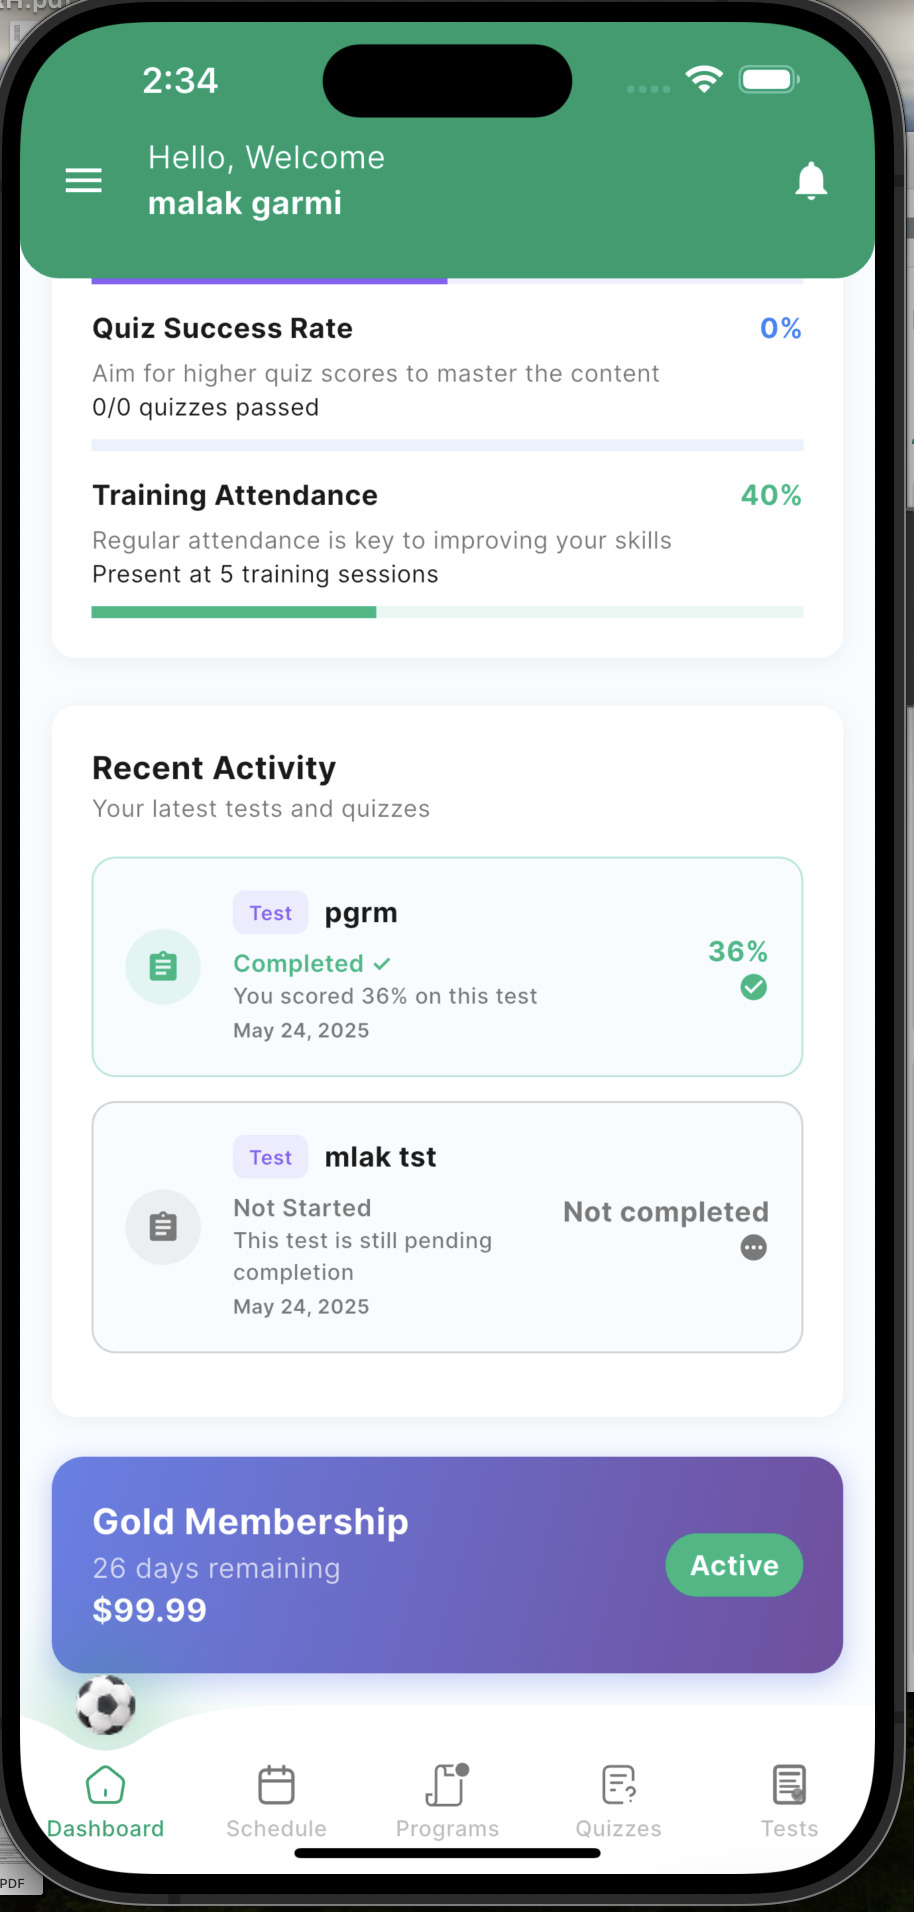 2:34
Hello, Welcome
malak garmi
Quiz Success Rate
0%
Aim for higher quiz scores to master the content
0/0 quizzes passed
Training Attendance
40%
Regular attendance is key to improving your skills
Present at 5 training sessions
Recent Activity
Your latest tests and quizzes
Test pgrm
Completed ✓
36%
You scored 36% on this test
May 24, 2025
Test mlak tst
Not Started
Not completed
This test is still pending
completion
May 24, 2025
Gold Membership
26 days remaining
Active
$99.99
Dashboard
Schedule
Programs
Quizzes
Tests
PDF